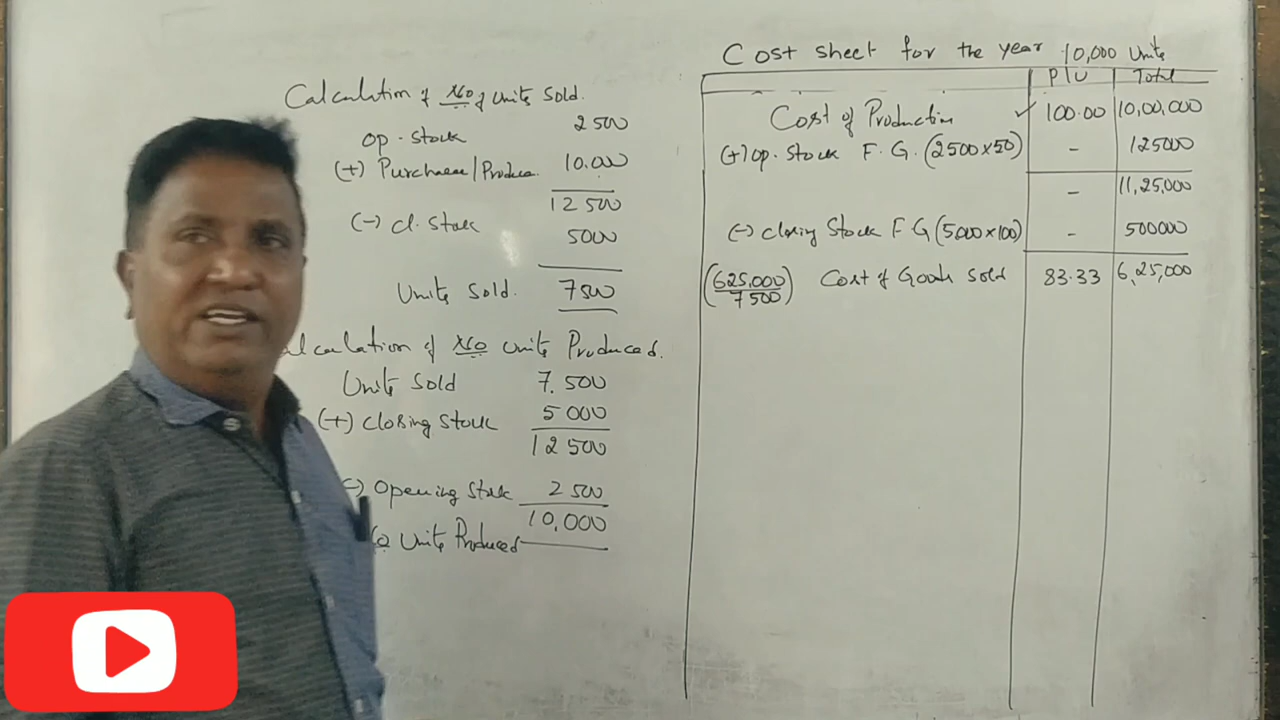 Calculation of No of Units Sold.
Op. Stock 2500
(+) Purchase/Produce. 10.000
12500
(-) Cl. Stock 5000
Units Sold. 7500
alculation of No Units Produced.
Units Sold 7.500
(+) Closing Stock 5000
12500
-) Opening Stock 2500
10,000
o Units Produced
Cost Sheet for the year 10,000 Units
P/U Total
Cost of Production ✓ 100.00 10,00,000
(+) Op. Stock F.G. (2500×50) - 125000
- 11,25,000
(-) Closing Stock F G (5000×100) - 500000
(625,000/7500) Cost of Goods Sold 83.33 6,25,000